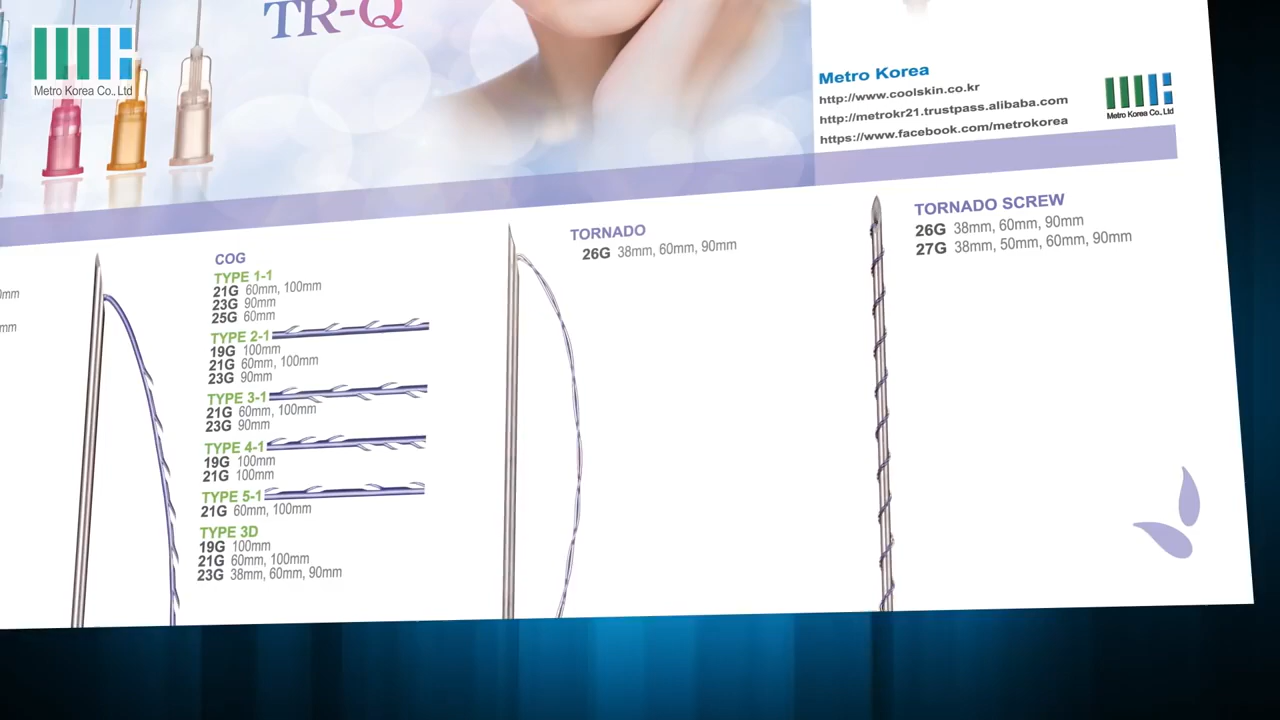 Metro Korea Co., Ltd
TR-Q
Metro Korea
http://www.coolskin.co.kr
http://metrokr21.trustpass.alibaba.com
https://www.facebook.com/metrokorea
Metro Korea Co., Ltd
COG
TYPE 1-1
21G 60mm, 100mm
23G 90mm
25G 60mm
TYPE 2-1
19G 100mm
21G 60mm, 100mm
23G 90mm
TYPE 3-1
21G 60mm, 100mm
23G 90mm
TYPE 4-1
19G 100mm
21G 100mm
TYPE 5-1
21G 60mm, 100mm
TYPE 3D
19G 100mm
21G 60mm, 100mm
23G 38mm, 60mm, 90mm
TORNADO
26G 38mm, 60mm, 90mm
TORNADO SCREW
26G 38mm, 60mm, 90mm
27G 38mm, 50mm, 60mm, 90mm